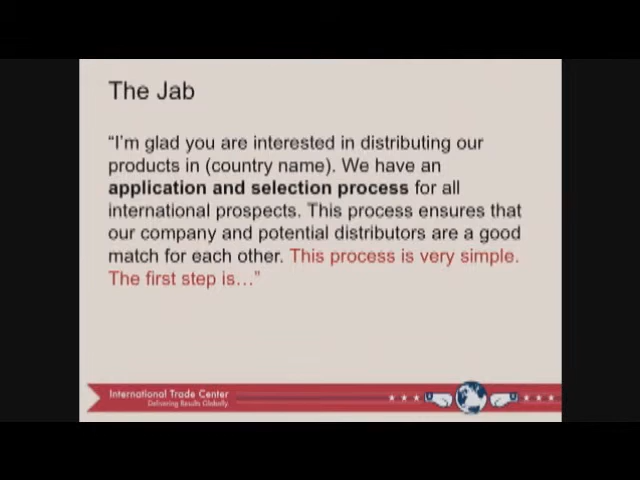 The Jab
“I’m glad you are interested in distributing our
products in (country name). We have an
application and selection process for all
international prospects. This process ensures that
our company and potential distributors are a good
match for each other. This process is very simple.
The first step is…”
International Trade Center
Delivering Results Globally